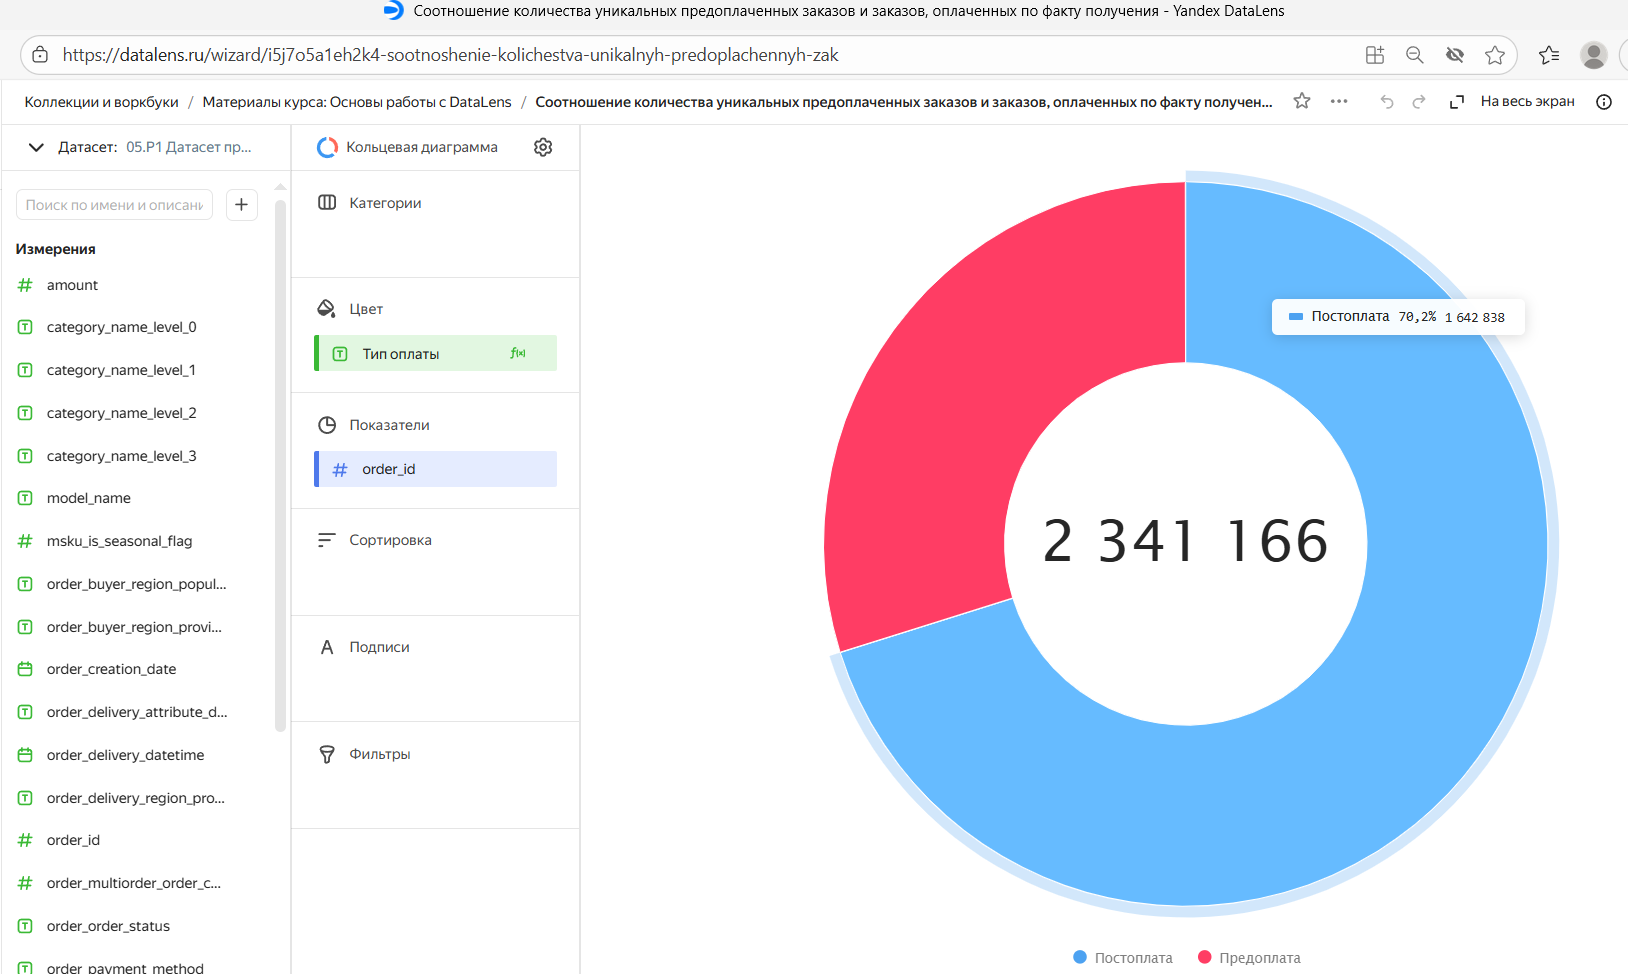 Соотношение количества уникальных предоплаченных заказов и заказов, оплаченных по факту получения - Yandex DataLens
https://datalens.ru/wizard/i5j7o5a1eh2k4-sootnoshenie-kolichestva-unikalnyh-predoplachennyh-zak
Коллекции и воркбуки / Материалы курса: Основы работы с DataLens / Соотношение количества уникальных предоплаченных заказов и заказов, оплаченных по факту получен...
На весь экран
Датасет: 05.P1 Датасет пр...
Поиск по имени и описани
Измерения
amount
category_name_level_0
category_name_level_1
category_name_level_2
category_name_level_3
model_name
msku_is_seasonal_flag
order_buyer_region_popul...
order_buyer_region_provi...
order_creation_date
order_delivery_attribute_d...
order_delivery_datetime
order_delivery_region_pro...
order_id
order_multiorder_order_c...
order_order_status
order_payment_method
Кольцевая диаграмма
Категории
Цвет
Тип оплаты
Показатели
order_id
Сортировка
Подписи
Фильтры
Постоплата 70,2% 1 642 838
2 341 166
Постоплата
Предоплата